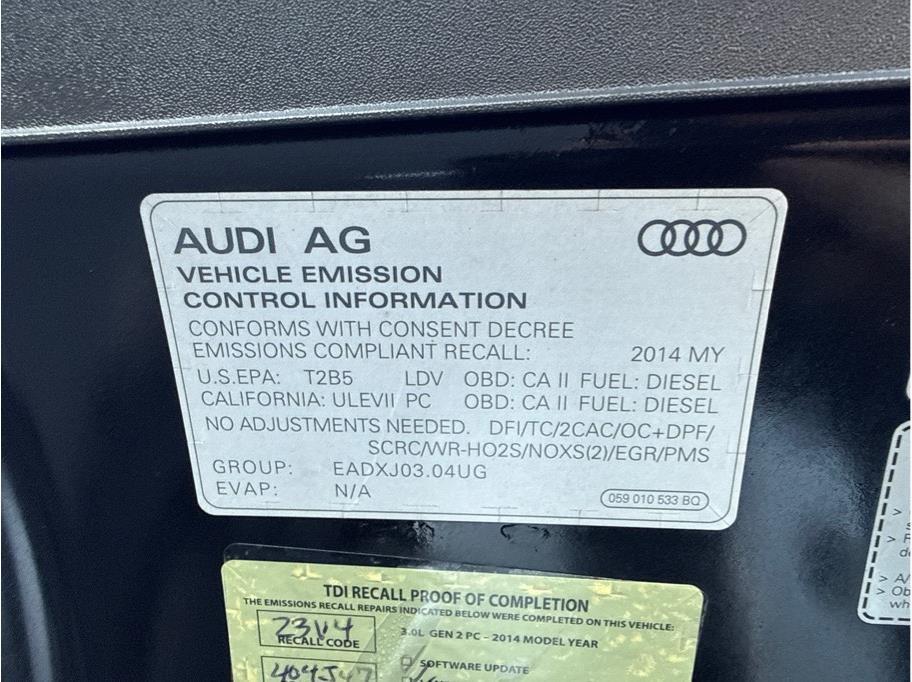 AUDI AG
VEHICLE EMISSION
CONTROL INFORMATION
CONFORMS WITH CONSENT DECREE
EMISSIONS COMPLIANT RECALL: 2014 MY
U.S.EPA: T2B5 LDV OBD: CA II FUEL: DIESEL
CALIFORNIA: ULEVII PC OBD: CA II FUEL: DIESEL
NO ADJUSTMENTS NEEDED. DFI/TC/2CAC/OC+DPF/
SCRC/WR-HO2S/NOXS(2)/EGR/PMS
GROUP: EADXJ03.04UG
EVAP: N/A
059 010 533 BQ
TDI RECALL PROOF OF COMPLETION
THE EMISSIONS RECALL REPAIRS INDICATED BELOW WERE COMPLETED ON THIS VEHICLE:
23V4
RECALL CODE
3.0L GEN 2 PC – 2014 MODEL YEAR
SOFTWARE UPDATE
> A/
> Ob
wh